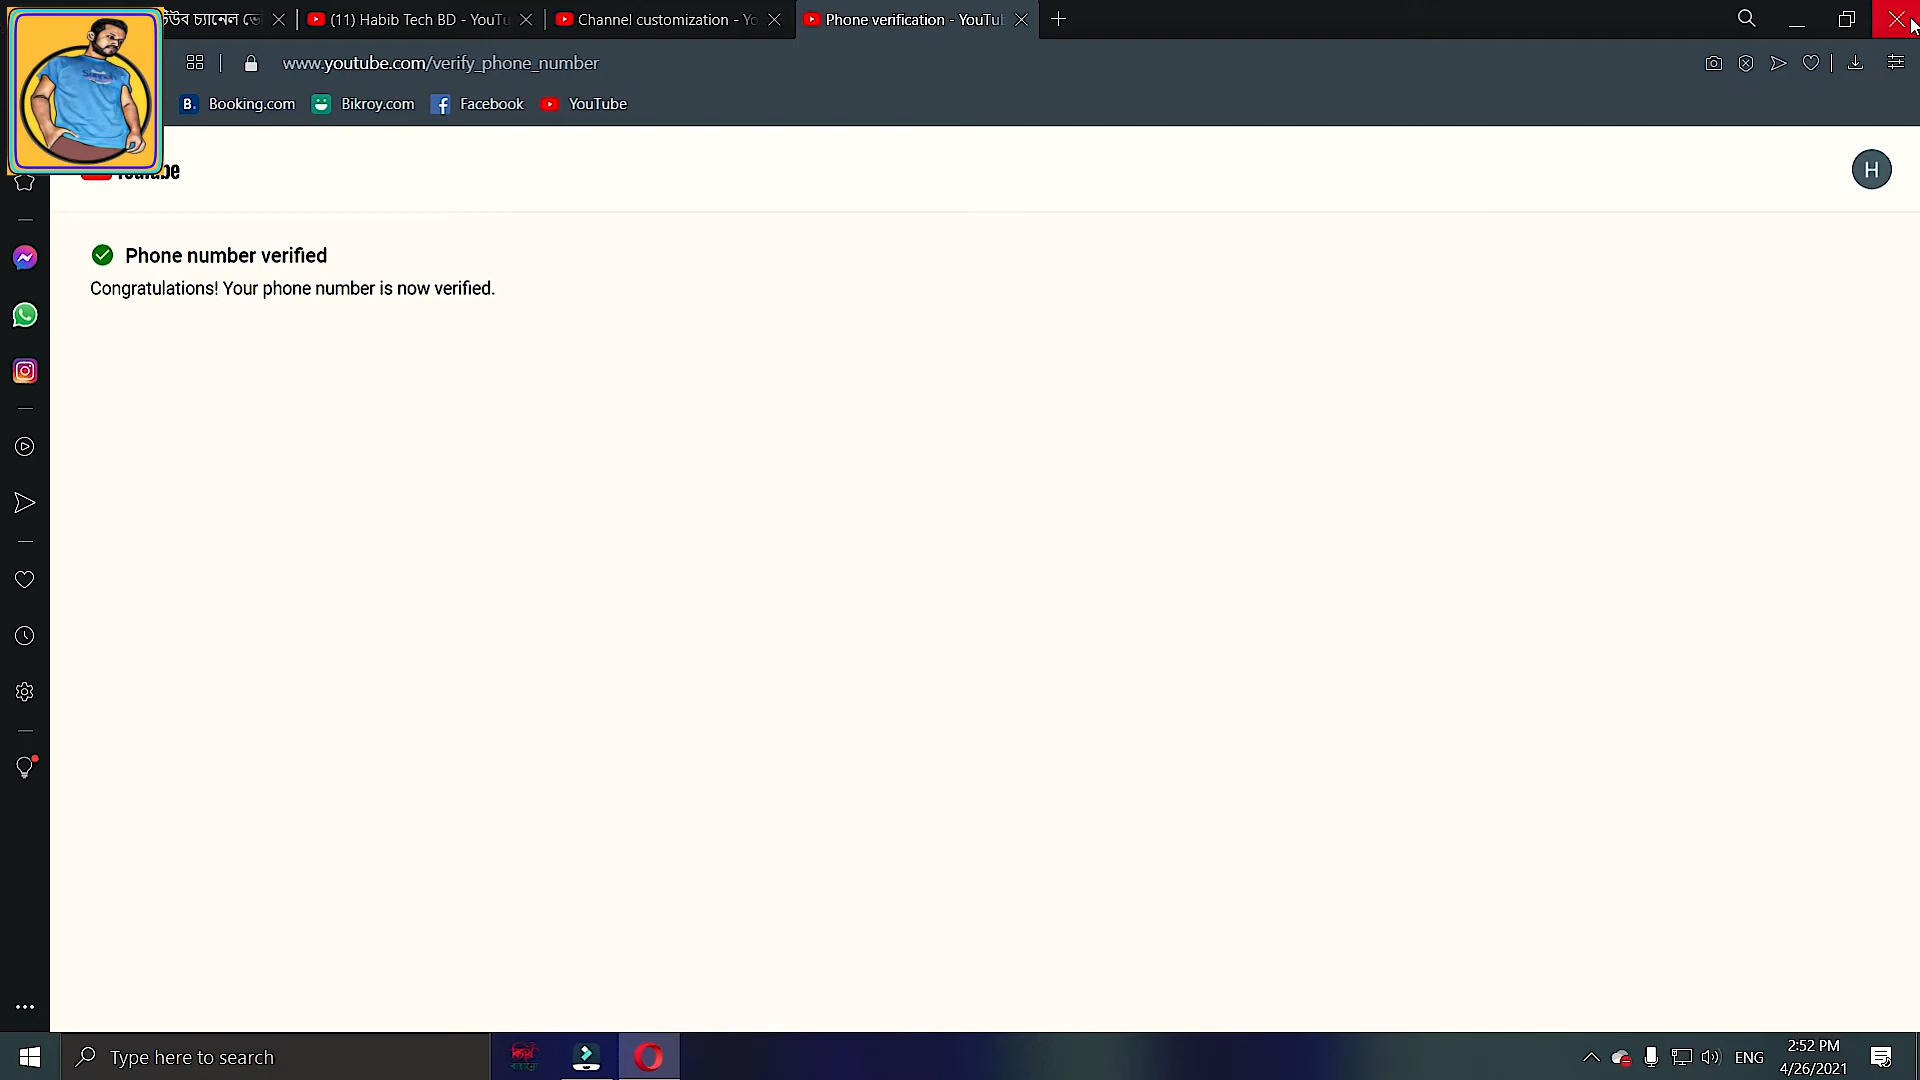 চ্যানেল
(11) Habib Tech BD - YouTu
Channel customization - Yo
Phone verification - YouTub
www.youtube.com/verify_phone_number
B. Booking.com
Bikroy.com
Facebook
YouTube
H
Phone number verified
Congratulations! Your phone number is now verified.
Type here to search
ENG
2:52 PM
4/26/2021